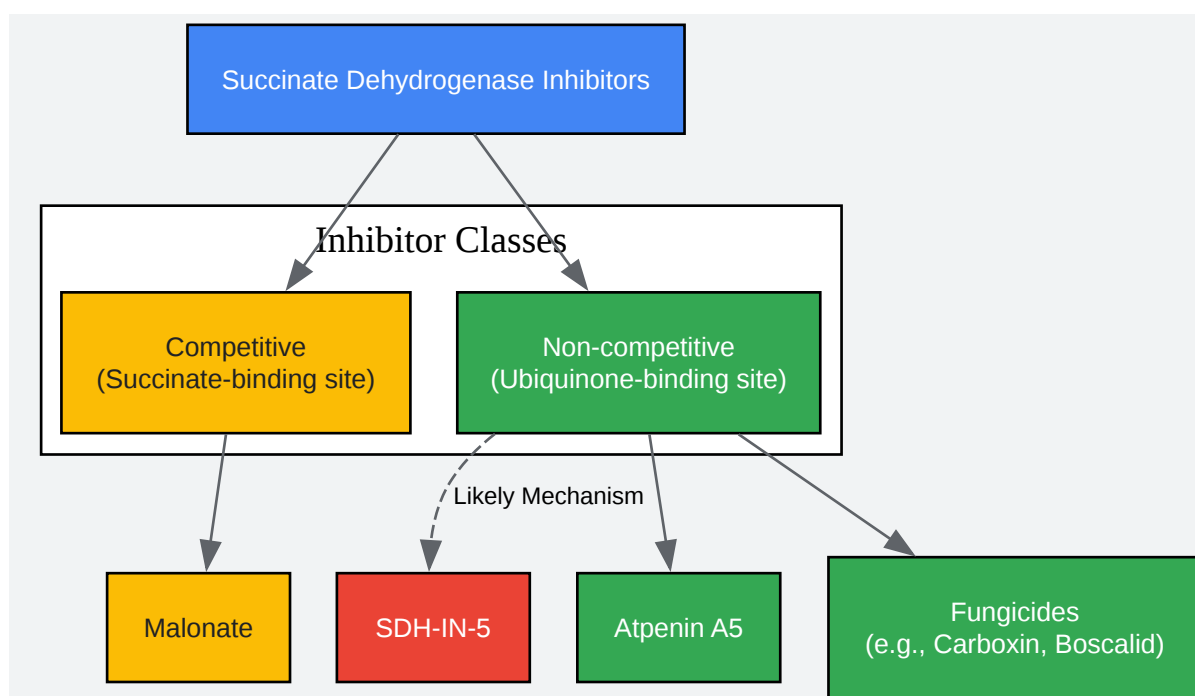 Succinate Dehydrogenase Inhibitors
Inhibitor Classes
Competitive
(Succinate-binding site)
Non-competitive
(Ubiquinone-binding site)
Likely Mechanism
Malonate
SDH-IN-5
Atpenin A5
Fungicides
(e.g., Carboxin, Boscalid)